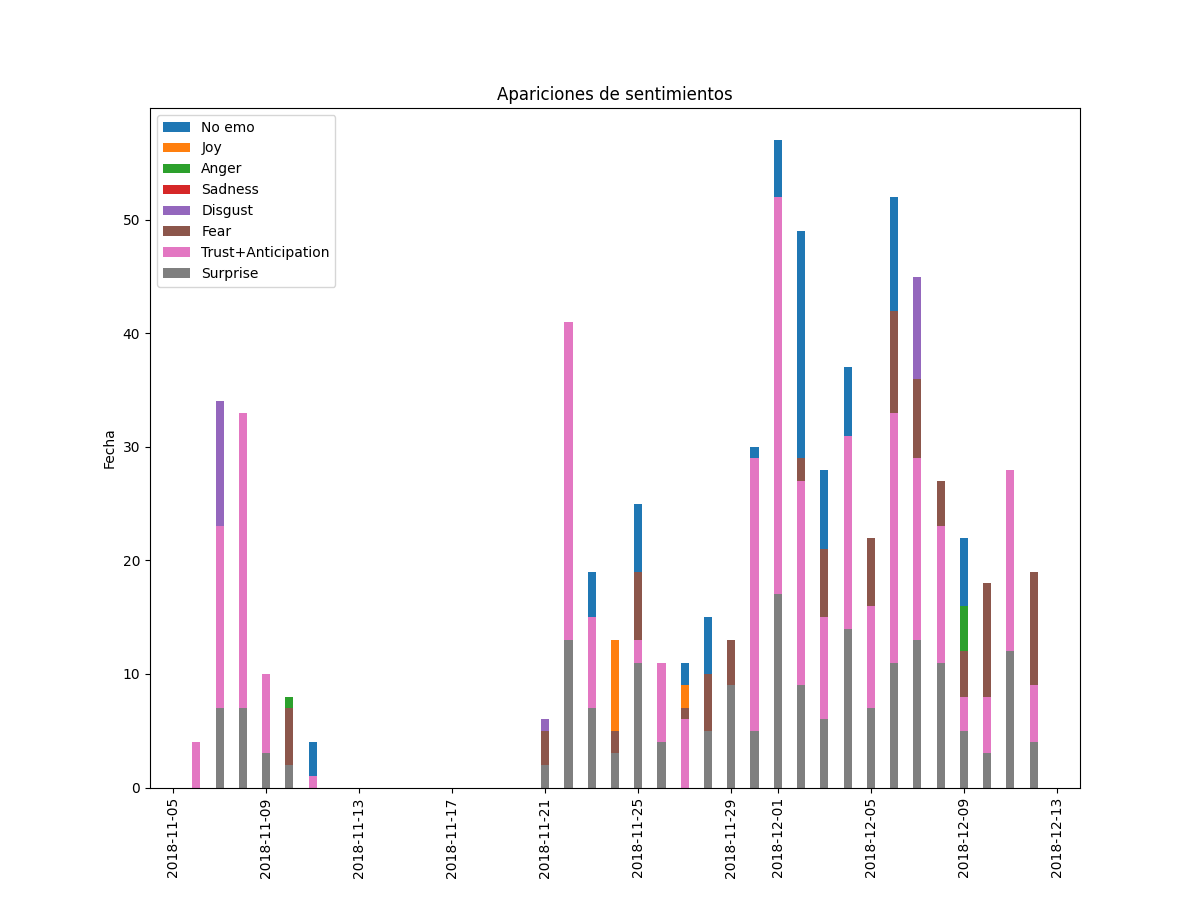 Apariciones de sentimientos
No emo
Joy
Anger
Sadness
Disgust
Fear
Trust+Anticipation
Surprise
Fecha
50
40
30
20
10
0
2018-11-05
2018-11-09
2018-11-13
2018-11-17
2018-11-21
2018-11-25
2018-11-29
2018-12-01
2018-12-05
2018-12-09
2018-12-13